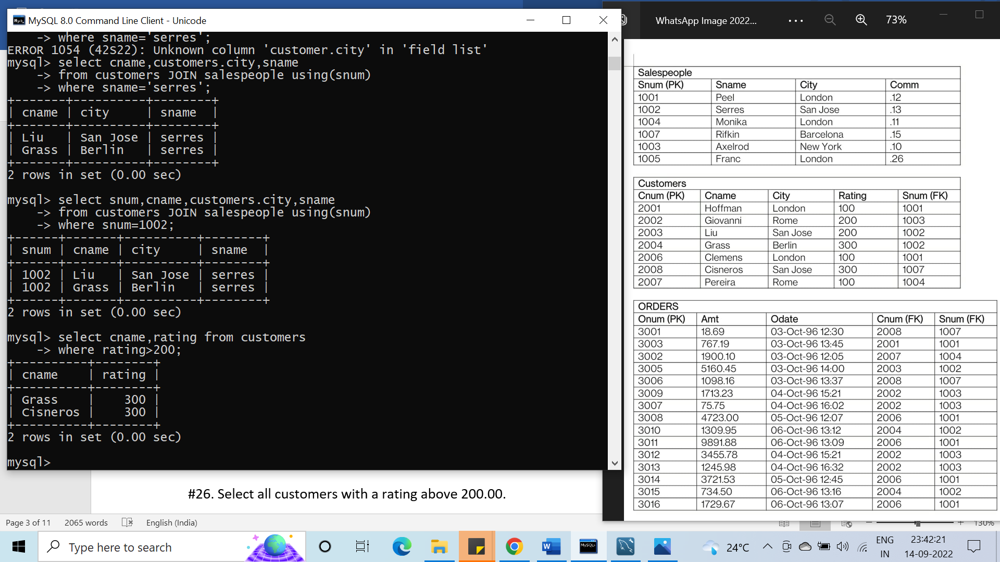 MySQL 8.0 Command Line Client - Unicode
    -> where sname='serres';
ERROR 1054 (42S22): Unknown column 'customer.city' in 'field list'
mysql> select cname,customers.city,sname
    -> from customers JOIN salespeople using(snum)
    -> where sname='serres';
+-------+----------+--------+
| cname | city     | sname  |
+-------+----------+--------+
| Liu   | San Jose | serres |
| Grass | Berlin   | serres |
+-------+----------+--------+
2 rows in set (0.00 sec)
mysql> select snum,cname,customers.city,sname
    -> from customers JOIN salespeople using(snum)
    -> where snum=1002;
+------+-------+----------+--------+
| snum | cname | city     | sname  |
+------+-------+----------+--------+
| 1002 | Liu   | San Jose | serres |
| 1002 | Grass | Berlin   | serres |
+------+-------+----------+--------+
2 rows in set (0.00 sec)
mysql> select cname,rating from customers
    -> where rating>200;
+----------+--------+
| cname    | rating |
+----------+--------+
| Grass    |    300 |
| Cisneros |    300 |
+----------+--------+
2 rows in set (0.00 sec)
mysql>
#26. Select all customers with a rating above 200.00.
WhatsApp Image 2022... ... 73%
Salespeople
Snum (PK) Sname City Comm
1001 Peel London .12
1002 Serres San Jose .13
1004 Monika London .11
1007 Rifkin Barcelona .15
1003 Axelrod New York .10
1005 Franc London .26
Customers
Cnum (PK) Cname City Rating Snum (FK)
2001 Hoffman London 100 1001
2002 Giovanni Rome 200 1003
2003 Liu San Jose 200 1002
2004 Grass Berlin 300 1002
2006 Clemens London 100 1001
2008 Cisneros San Jose 300 1007
2007 Pereira Rome 100 1004
ORDERS
Onum (PK) Amt Odate Cnum (FK) Snum (FK)
3001 18.69 03-Oct-96 12:30 2008 1007
3003 767.19 03-Oct-96 13:45 2001 1001
3002 1900.10 03-Oct-96 12:05 2007 1004
3005 5160.45 03-Oct-96 14:00 2003 1002
3006 1098.16 03-Oct-96 13:37 2008 1007
3009 1713.23 04-Oct-96 15:21 2002 1003
3007 75.75 04-Oct-96 16:02 2002 1003
3008 4723.00 05-Oct-96 12:07 2006 1001
3010 1309.95 06-Oct-96 13:12 2004 1002
3011 9891.88 06-Oct-96 13:09 2006 1001
3012 3455.78 04-Oct-96 15:21 2002 1003
3013 1245.98 04-Oct-96 16:32 2002 1003
3014 3721.53 05-Oct-96 12:45 2006 1001
3015 734.50 06-Oct-96 13:16 2004 1002
3016 1729.67 06-Oct-96 13:07 2006 1001
Page 3 of 11 2065 words English (India) 130%
Type here to search 24°C ENG IN 23:42:21 14-09-2022